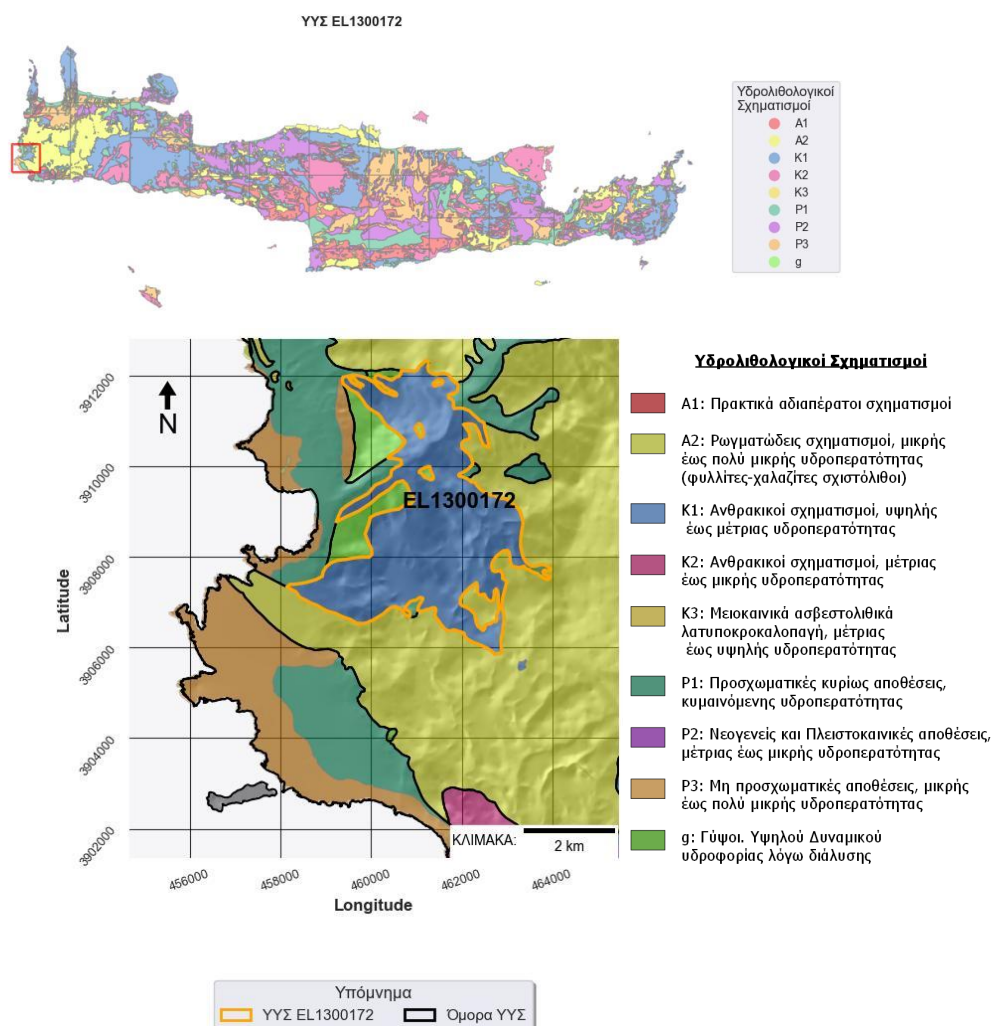 ΥΥΣ EL1300172
Υδρολιθολογικοί
Σχηματισμοί
A1
A2
K1
K2
K3
P1
P2
P3
g
3912000
3910000
3908000
3906000
3904000
3902000
Latitude
N
EL1300172
ΚΛΙΜΑΚΑ:
2 km
456000
458000
460000
462000
464000
Longitude
Υδρολιθολογικοί Σχηματισμοί
A1: Πρακτικά αδιαπέρατοι σχηματισμοί
A2: Ρωγματώδεις σχηματισμοί, μικρής
έως πολύ μικρής υδροπερατότητας
(φυλλίτες-χαλαζίτες σχιστόλιθοι)
K1: Ανθρακικοί σχηματισμοί, υψηλής
έως μέτριας υδροπερατότητας
K2: Ανθρακικοί σχηματισμοί, μέτριας
έως μικρής υδροπερατότητας
K3: Μειοκαινικά ασβεστολιθικά
λατυποκροκαλοπαγή, μέτριας
έως υψηλής υδροπερατότητας
P1: Προσχωματικές κυρίως αποθέσεις,
κυμαινόμενης υδροπερατότητας
P2: Νεογενείς και Πλειστοκαινικές αποθέσεις,
μέτριας έως μικρής υδροπερατότητας
P3: Μη προσχωματικές αποθέσεις, μικρής
έως πολύ μικρής υδροπερατότητας
g: Γύψοι. Υψηλού Δυναμικού
υδροφορίας λόγω διάλυσης
Υπόμνημα
ΥΥΣ EL1300172
Όμορα ΥΥΣ